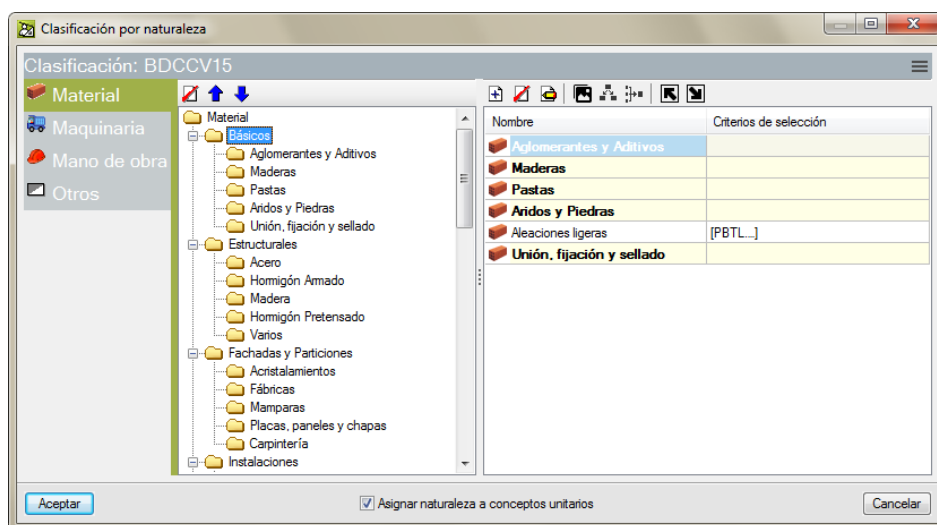 Clasificación por naturaleza
Clasificación: BDCCV15
Material
Maquinaria
Mano de obra
Otros
Material
Básicos
Aglomerantes y Aditivos
Maderas
Pastas
Aridos y Piedras
Unión, fijación y sellado
Estructurales
Acero
Hormigón Armado
Madera
Hormigón Pretensado
Varios
Fachadas y Particiones
Acristalamientos
Fábricas
Mamparas
Placas, paneles y chapas
Carpintería
Instalaciones
Nombre Criterios de selección
Aglomerantes y Aditivos
Maderas
Pastas
Aridos y Piedras
Aleaciones ligeras [PBTL...]
Unión, fijación y sellado
Aceptar Asignar naturaleza a conceptos unitarios Cancelar